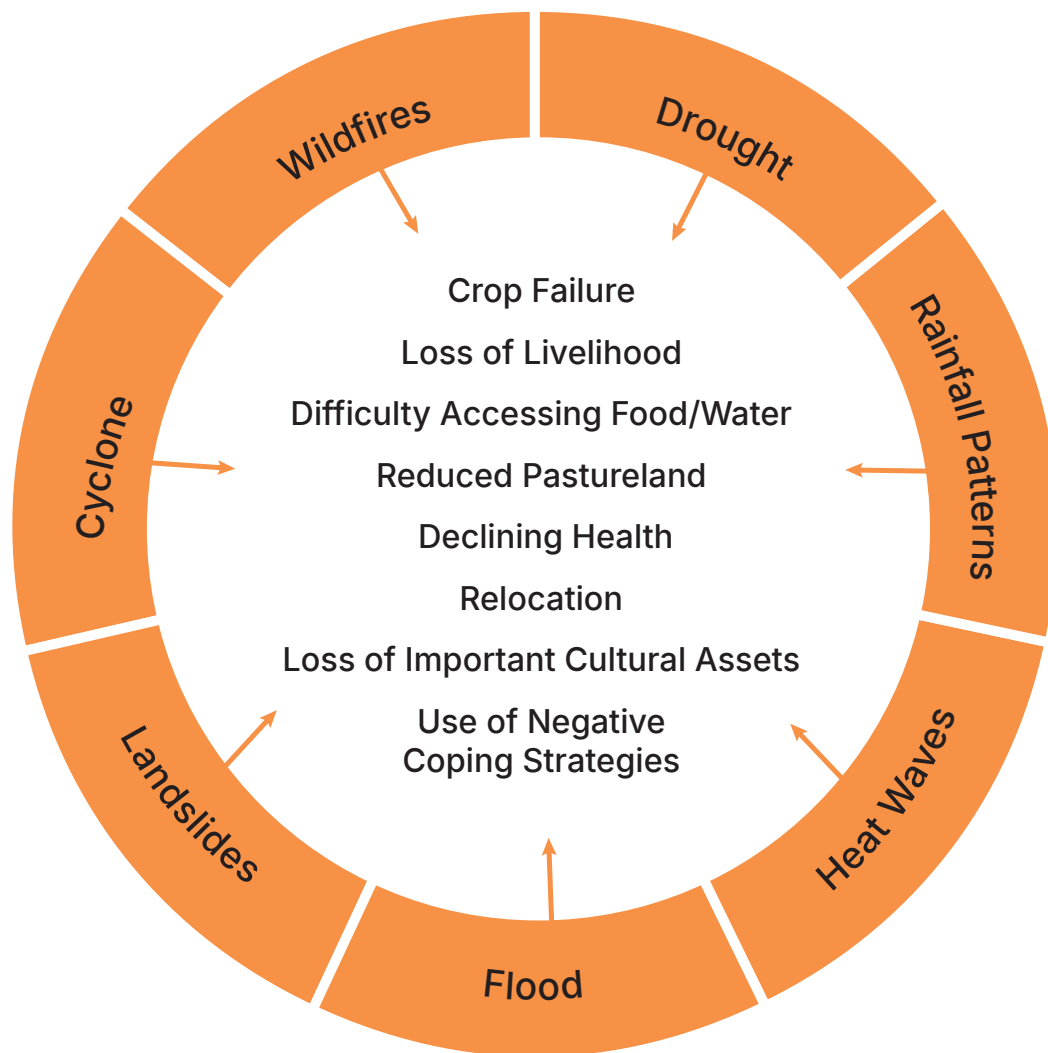 Wildfires
Drought
Rainfall Patterns
Heat Waves
Flood
Landslides
Cyclone
Crop Failure
Loss of Livelihood
Difficulty Accessing Food/Water
Reduced Pastureland
Declining Health
Relocation
Loss of Important Cultural Assets
Use of Negative
Coping Strategies